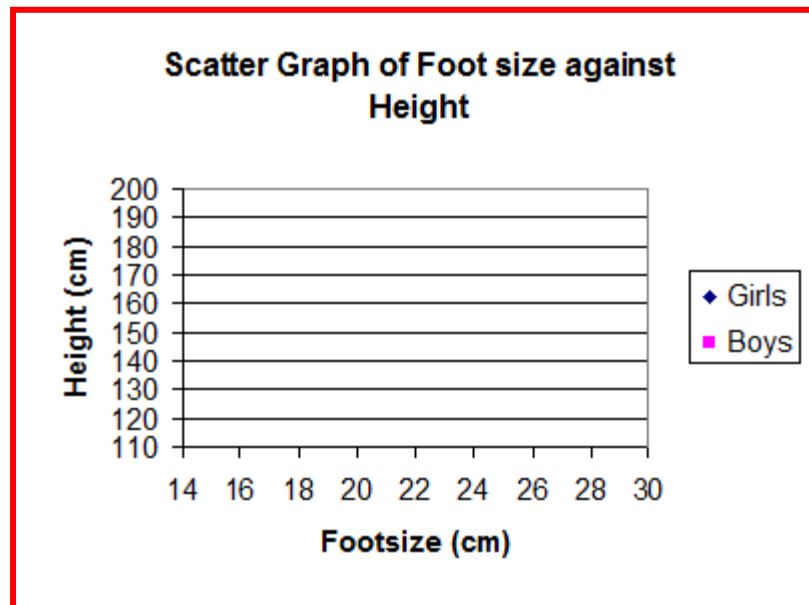 Scatter Graph of Foot size against
Height
200
190
180
170
160
150
140
130
120
110
Height (cm)
14 16 18 20 22 24 26 28 30
Footsize (cm)
Girls
Boys